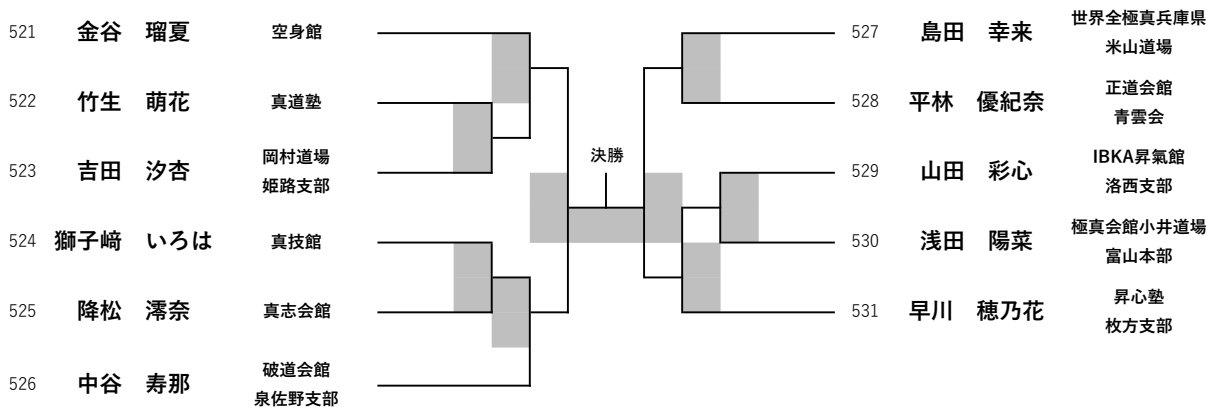 521 金谷　瑠夏 空身館
522 竹生　萌花 真道塾
523 吉田　汐杏 岡村道場
姫路支部
524 獅子﨑　いろは 真技館
525 降松　澪奈 真志会館
526 中谷　寿那 破道会館
泉佐野支部
決勝
527 島田　幸来 世界全極真兵庫県
米山道場
528 平林　優紀奈 正道会館
青雲会
529 山田　彩心 IBKA昇氣館
洛西支部
530 浅田　陽菜 極真会館小井道場
富山本部
531 早川　穂乃花 昇心塾
枚方支部